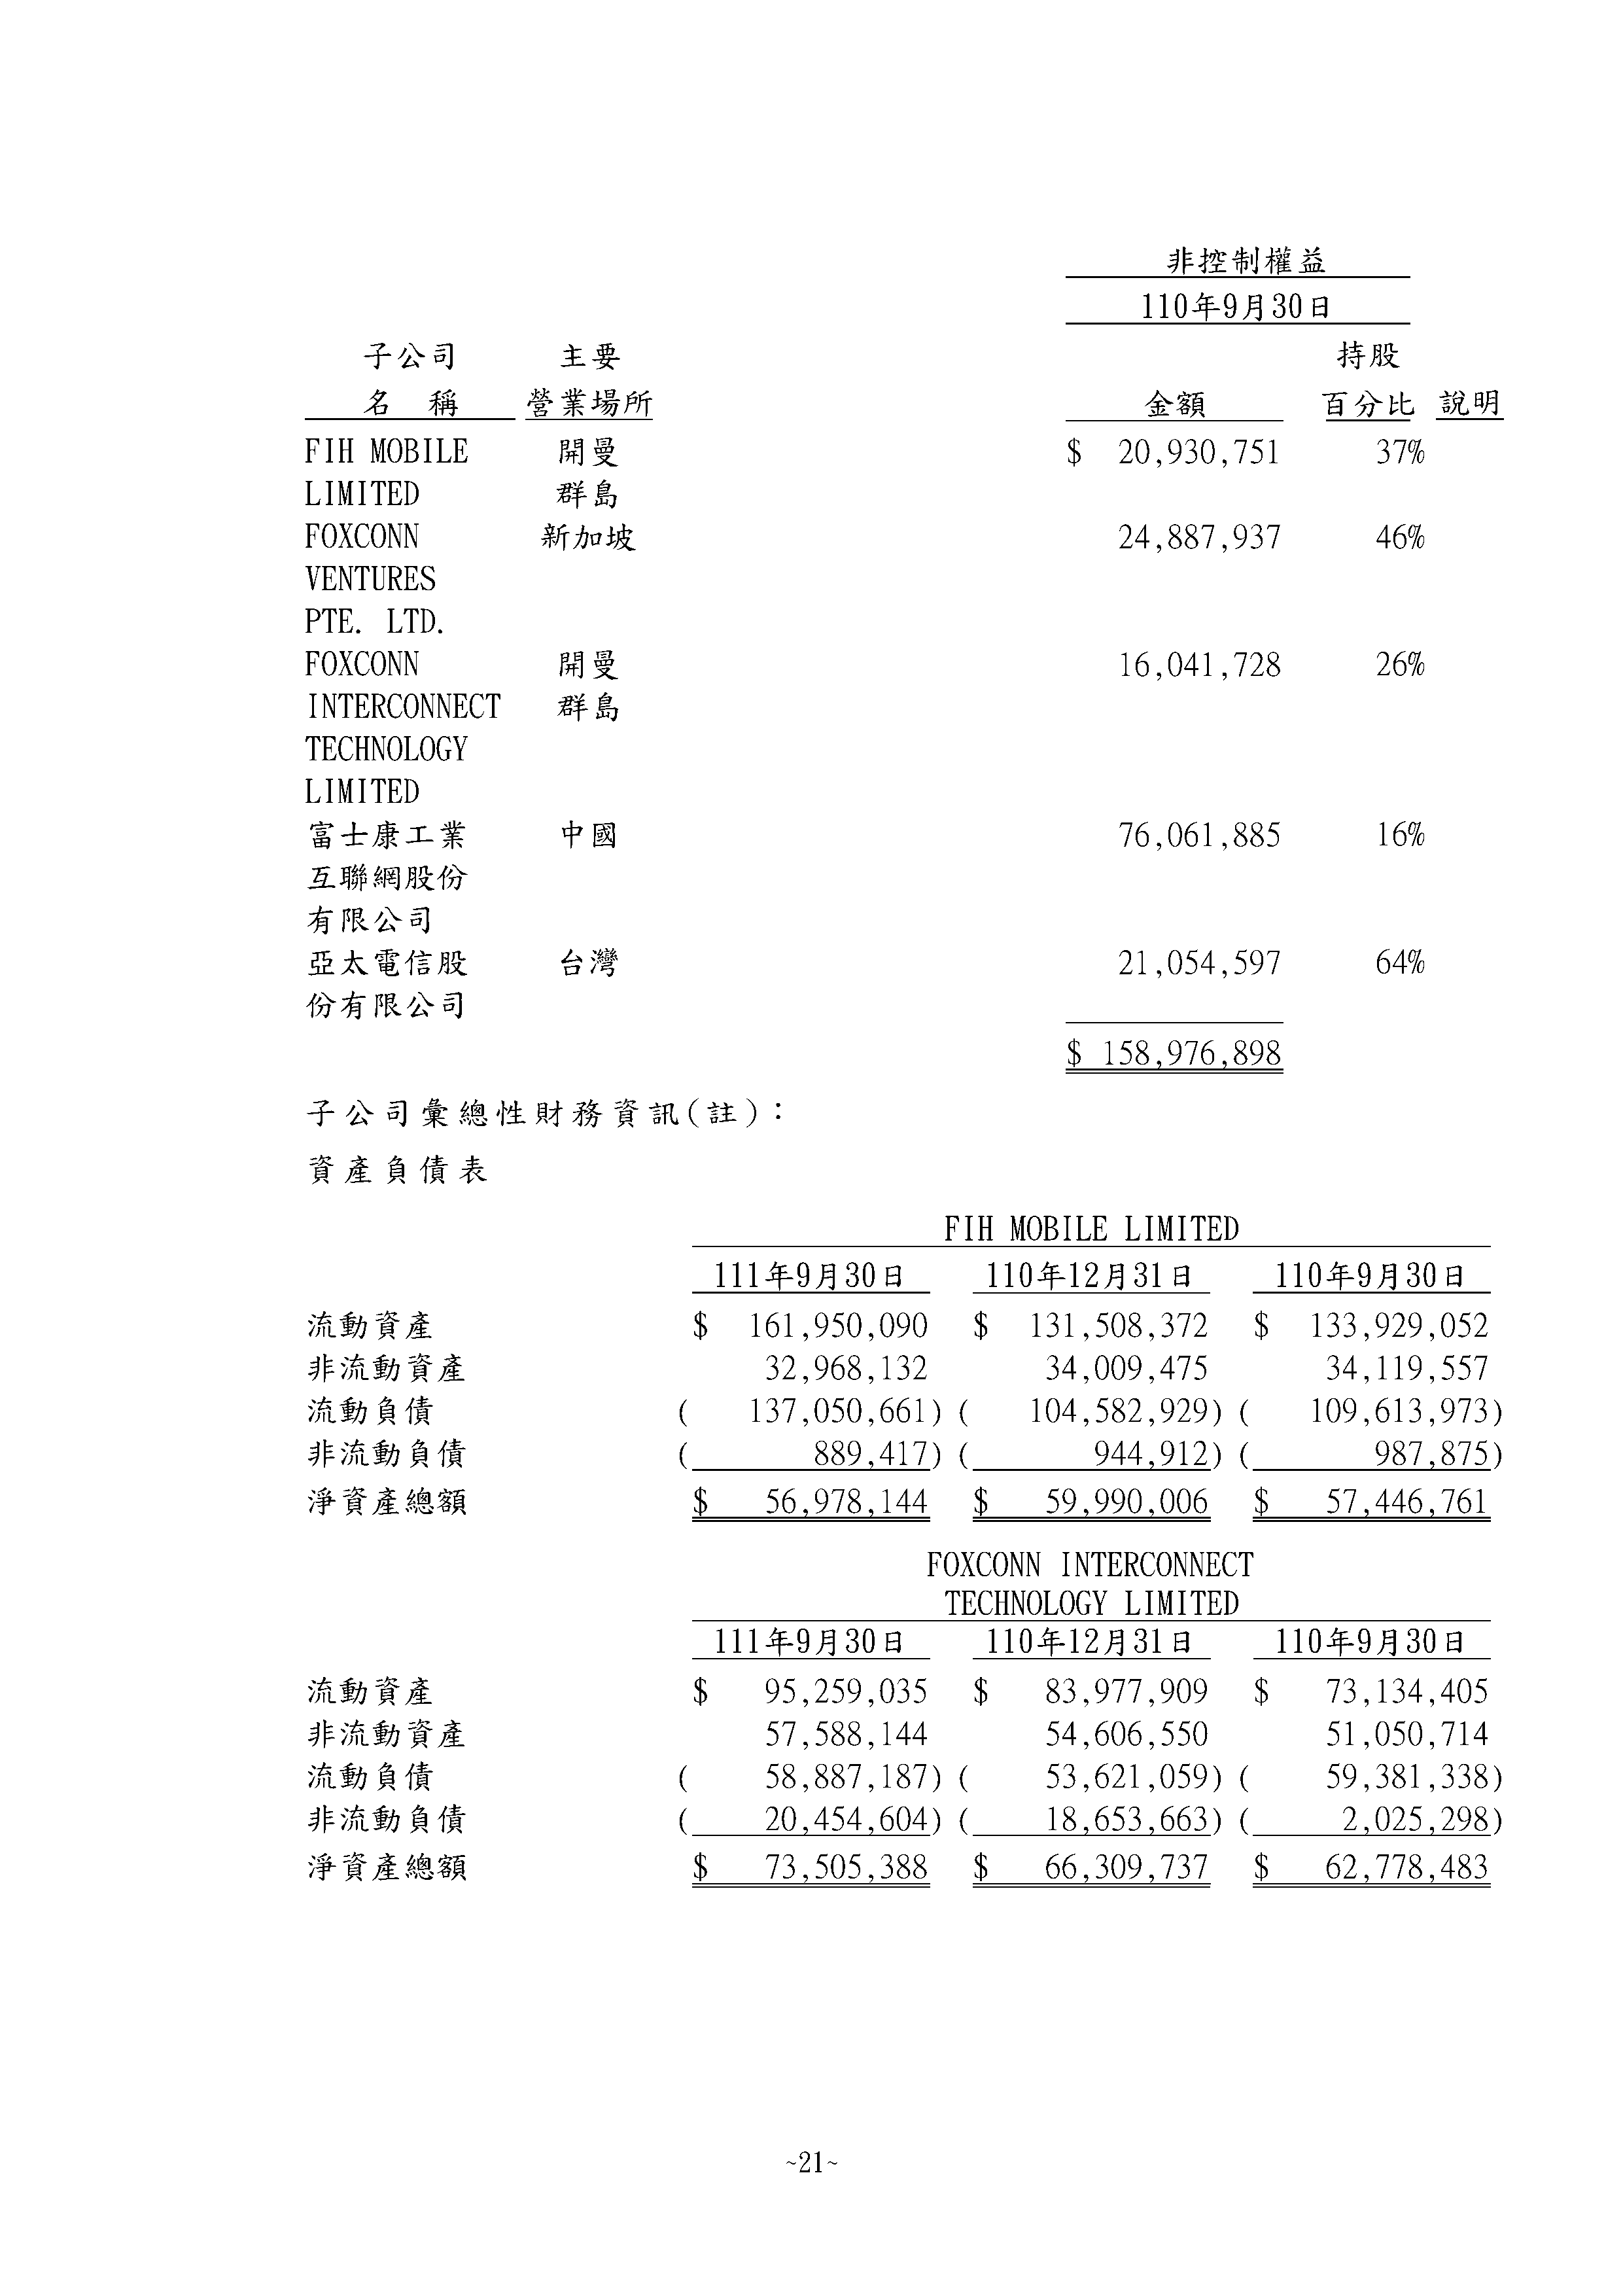 非控制權益
110年9月30日
子公司 主要 持股
名 稱 營業場所 金額 百分比 說明
FIH MOBILE 開曼 $ 20,930,751 37%
LIMITED 群島
FOXCONN 新加坡 24,887,937 46%
VENTURES
PTE. LTD.
FOXCONN 開曼 16,041,728 26%
INTERCONNECT 群島
TECHNOLOGY
LIMITED
富士康工業 中國 76,061,885 16%
互聯網股份
有限公司
亞太電信股 台灣 21,054,597 64%
份有限公司
$ 158,976,898
子公司彙總性財務資訊(註)：
資產負債表
FIH MOBILE LIMITED
111年9月30日 110年12月31日 110年9月30日
流動資產 $ 161,950,090 $ 131,508,372 $ 133,929,052
非流動資產 32,968,132 34,009,475 34,119,557
流動負債 ( 137,050,661) ( 104,582,929) ( 109,613,973)
非流動負債 ( 889,417) ( 944,912) ( 987,875)
淨資產總額 $ 56,978,144 $ 59,990,006 $ 57,446,761
FOXCONN INTERCONNECT
TECHNOLOGY LIMITED
111年9月30日 110年12月31日 110年9月30日
流動資產 $ 95,259,035 $ 83,977,909 $ 73,134,405
非流動資產 57,588,144 54,606,550 51,050,714
流動負債 ( 58,887,187) ( 53,621,059) ( 59,381,338)
非流動負債 ( 20,454,604) ( 18,653,663) ( 2,025,298)
淨資產總額 $ 73,505,388 $ 66,309,737 $ 62,778,483
~21~